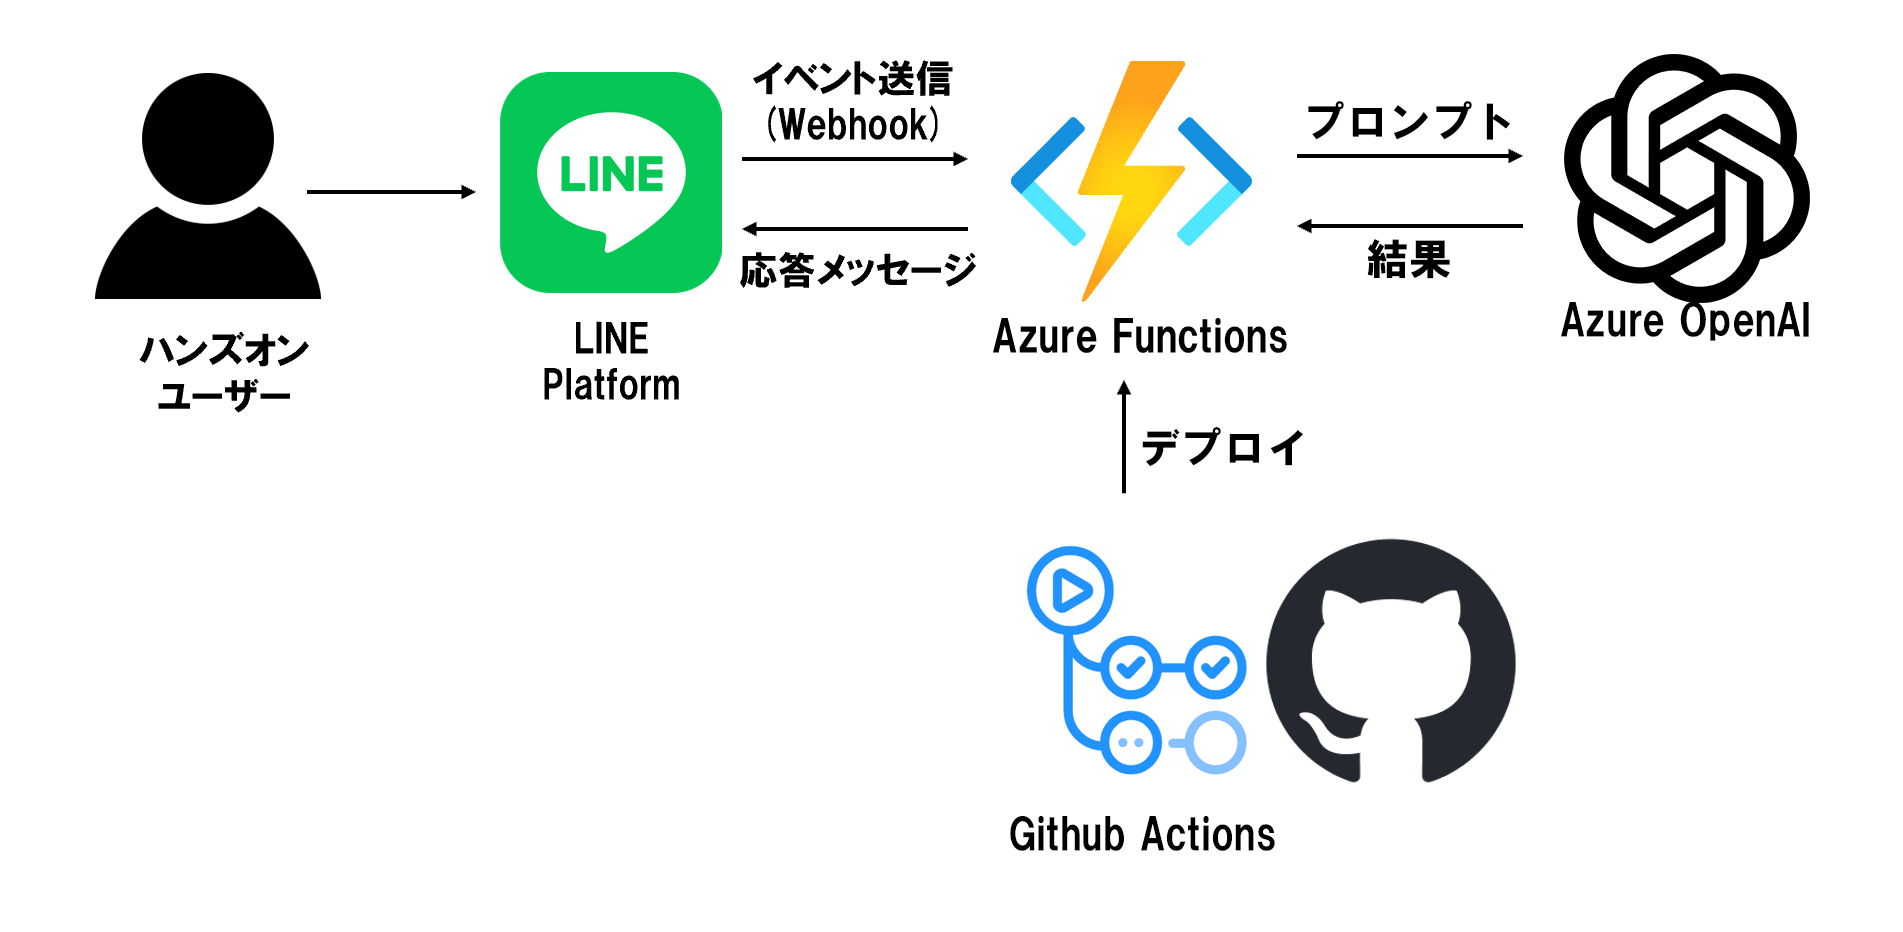 イベント送信
(Webhook)
プロンプト
LINE
応答メッセージ
結果
ハンズオン
ユーザー
LINE
Platform
Azure Functions
Azure OpenAI
デプロイ
Github Actions